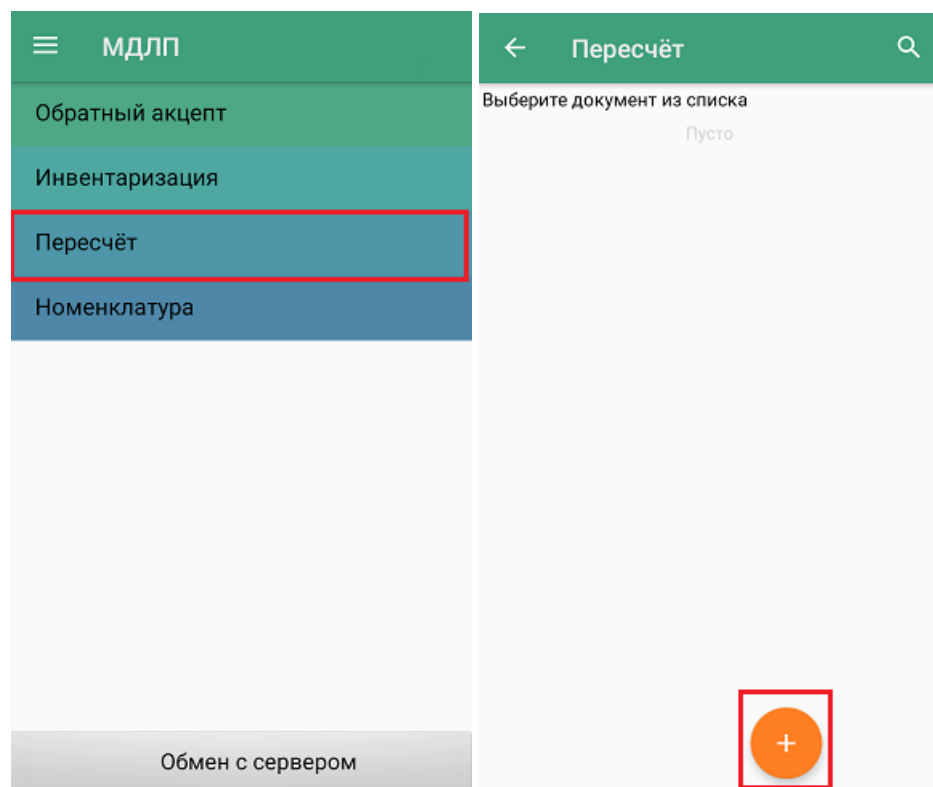 МДЛП
Обратный акцепт
Инвентаризация
Пересчёт
Номенклатура
Обмен с сервером
Пересчёт
Выберите документ из списка
Пусто
+